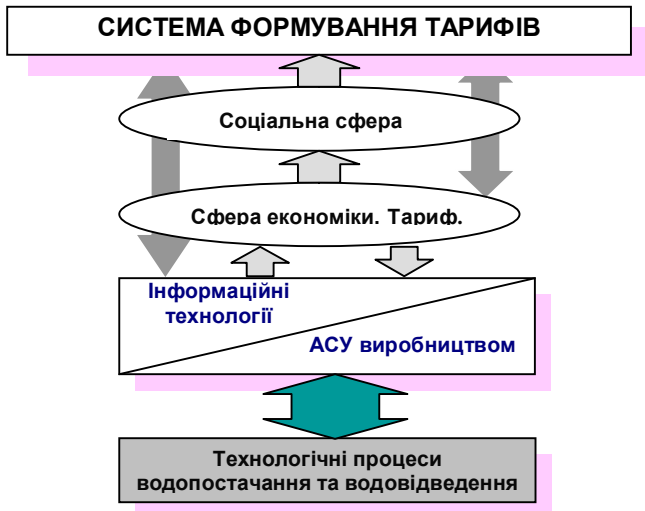 СИСТЕМА ФОРМУВАННЯ ТАРИФІВ
Соціальна сфера
Сфера економіки. Тариф.
Інформаційні
технології
АСУ виробництвом
Технологічні процеси
водопостачання та водовідведення